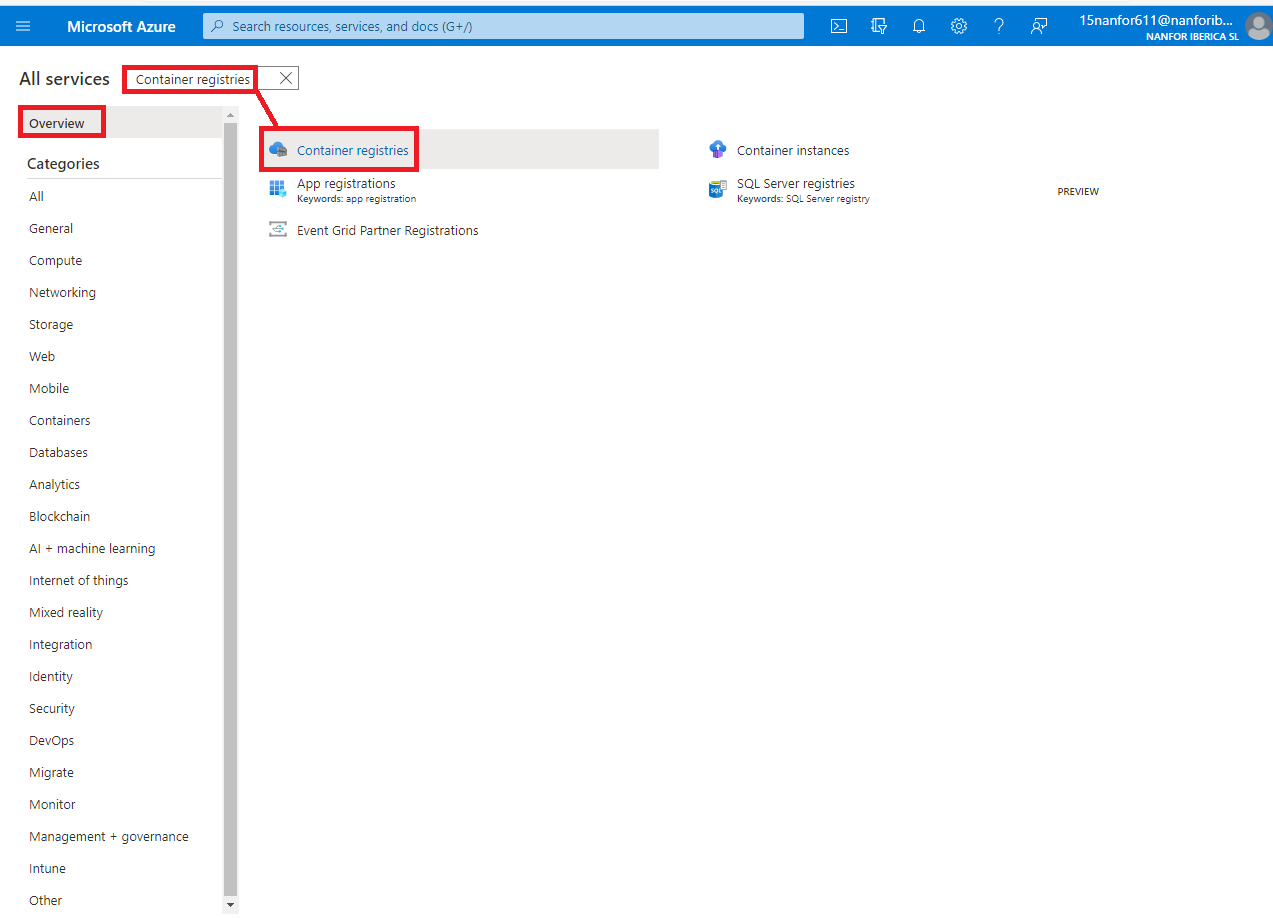 Microsoft Azure
Search resources, services, and docs (G+/)
15nanfor611@nanforib...
NANFOR IBERICA SL
All services
Container registries
Overview
Categories
All
General
Compute
Networking
Storage
Web
Mobile
Containers
Databases
Analytics
Blockchain
AI + machine learning
Internet of things
Mixed reality
Integration
Identity
Security
DevOps
Migrate
Monitor
Management + governance
Intune
Other
Container registries
Container instances
App registrations
Keywords: app registration
SQL Server registries
Keywords: SQL Server registry
PREVIEW
Event Grid Partner Registrations